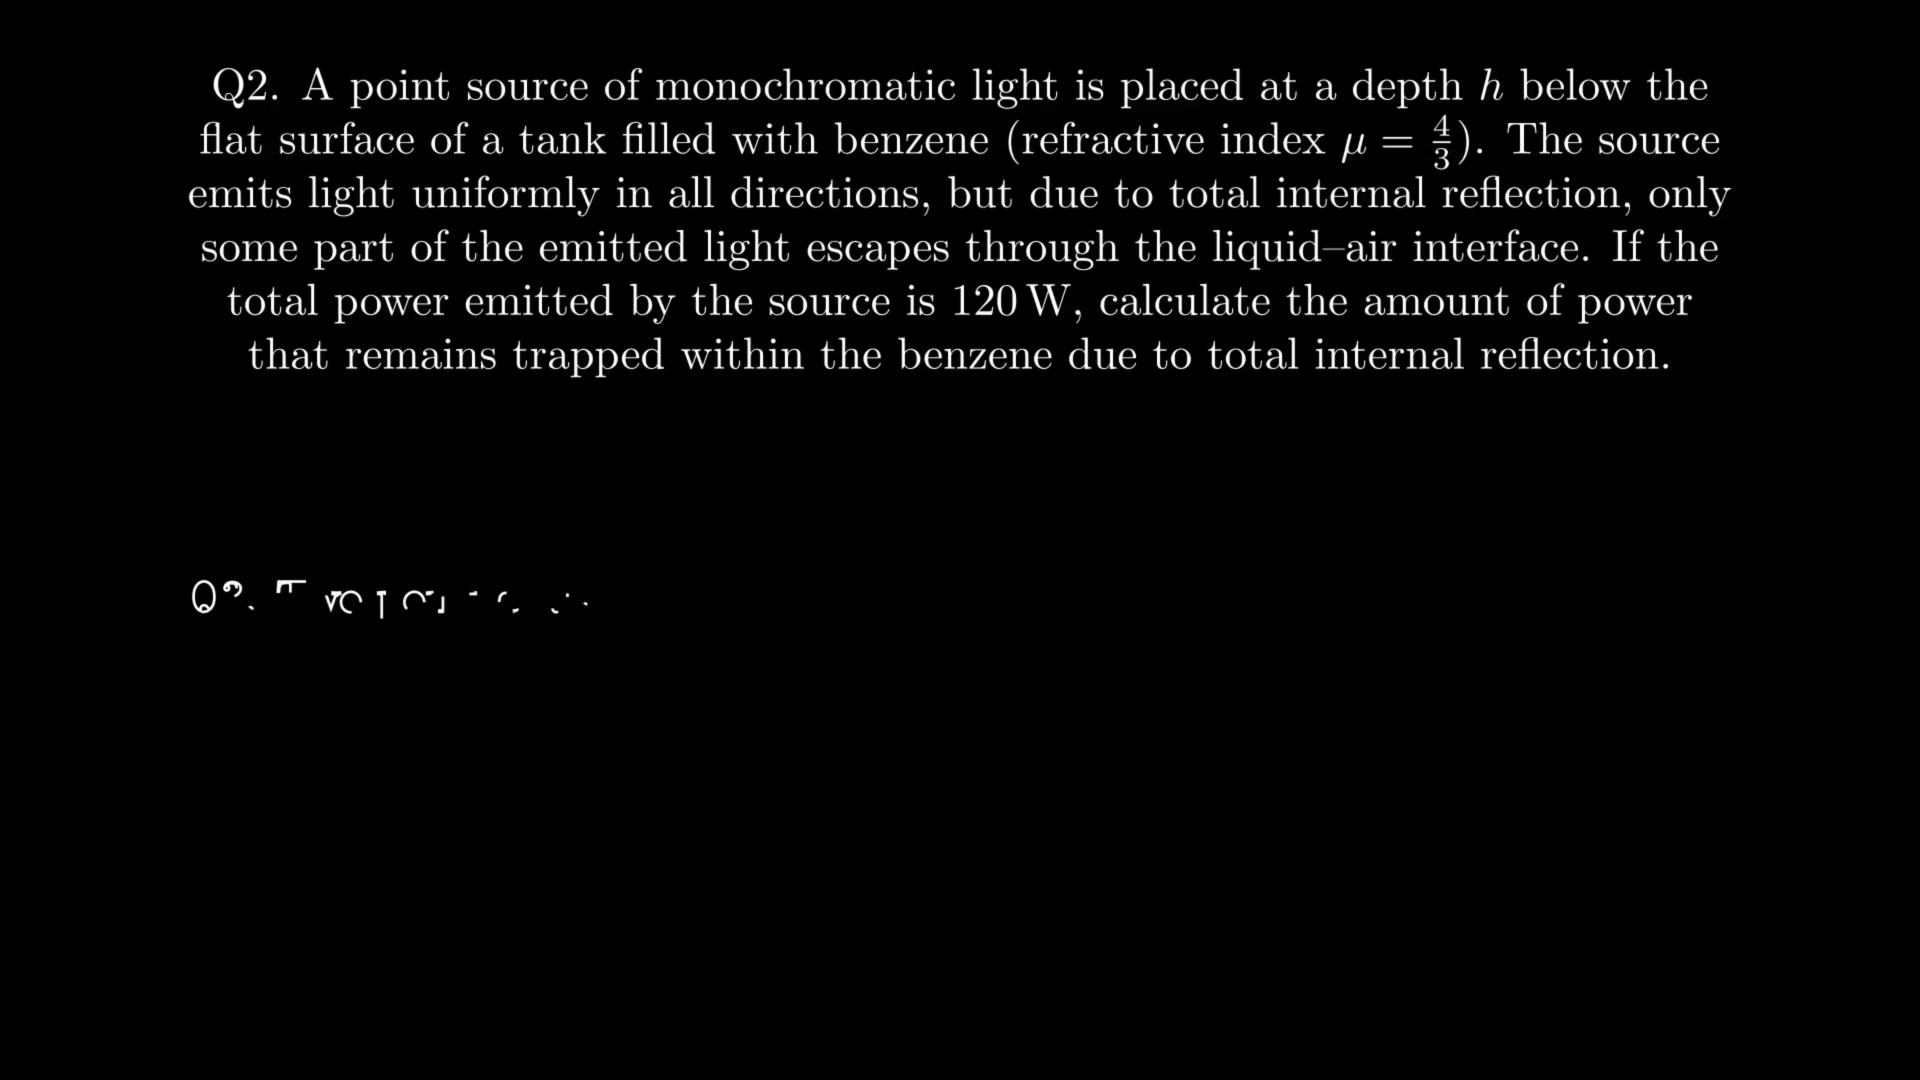 Q2. A point source of monochromatic light is placed at a depth h below the
flat surface of a tank filled with benzene (refractive index μ = 4/3). The source
emits light uniformly in all directions, but due to total internal reflection, only
some part of the emitted light escapes through the liquid–air interface. If the
total power emitted by the source is 120 W, calculate the amount of power
that remains trapped within the benzene due to total internal reflection.